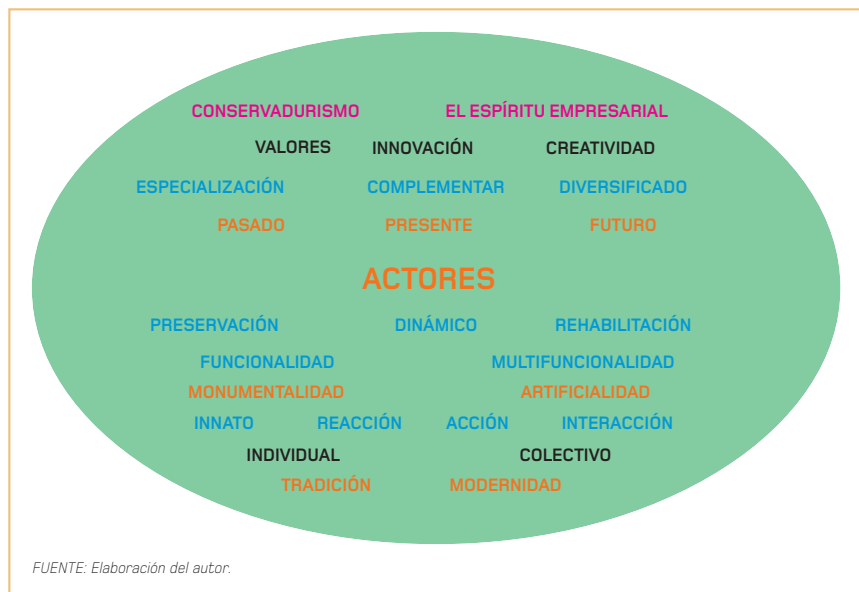 CONSERVADURISMO EL ESPÍRITU EMPRESARIAL
VALORES INNOVACIÓN CREATIVIDAD
ESPECIALIZACIÓN COMPLEMENTAR DIVERSIFICADO
PASADO PRESENTE FUTURO
ACTORES
PRESERVACIÓN DINÁMICO REHABILITACIÓN
FUNCIONALIDAD MULTIFUNCIONALIDAD
MONUMENTALIDAD ARTIFICIALIDAD
INNATO REACCIÓN ACCIÓN INTERACCIÓN
INDIVIDUAL COLECTIVO
TRADICIÓN MODERNIDAD
FUENTE: Elaboración del autor.